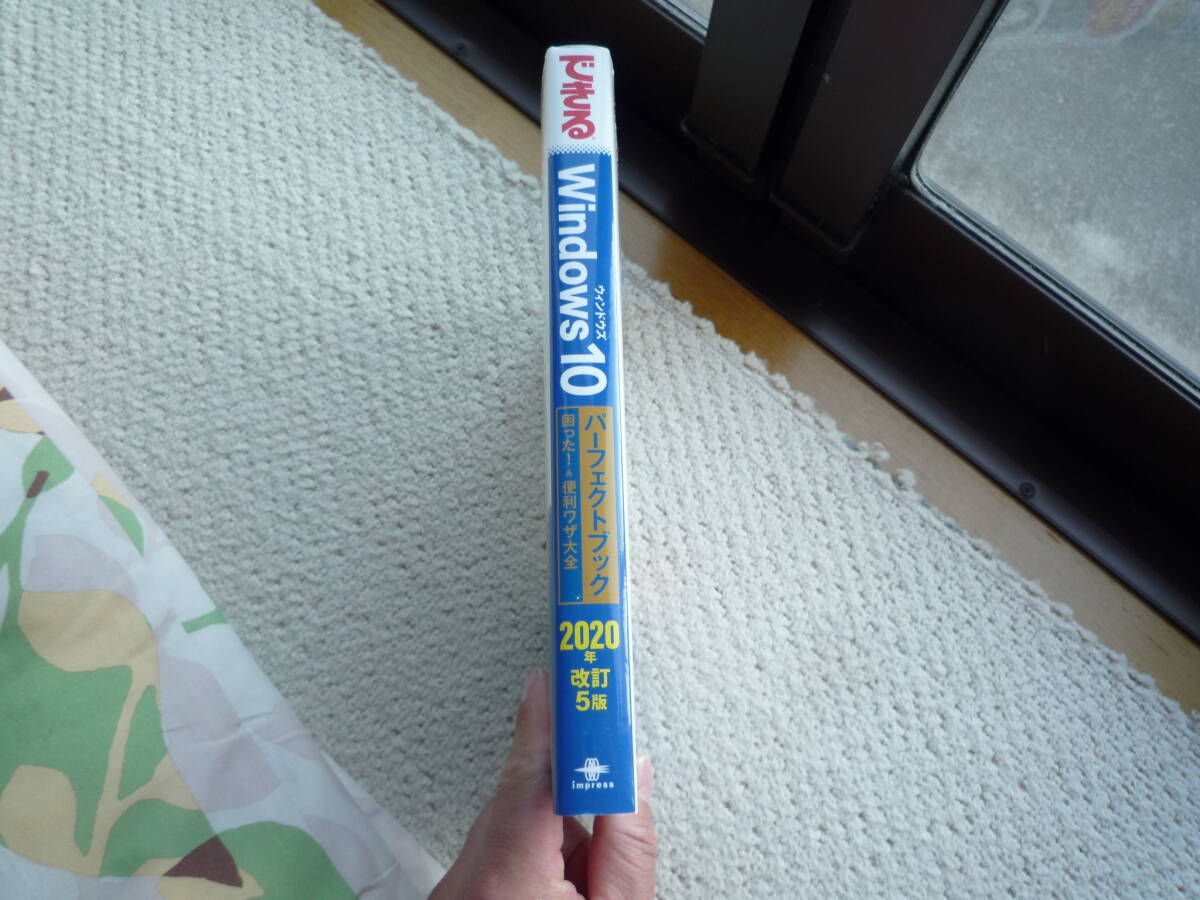 できる
Windows 10
ウィンドウズ
パーフェクトブック
困った!&便利ワザ大全
2020年
改訂
5版
impress